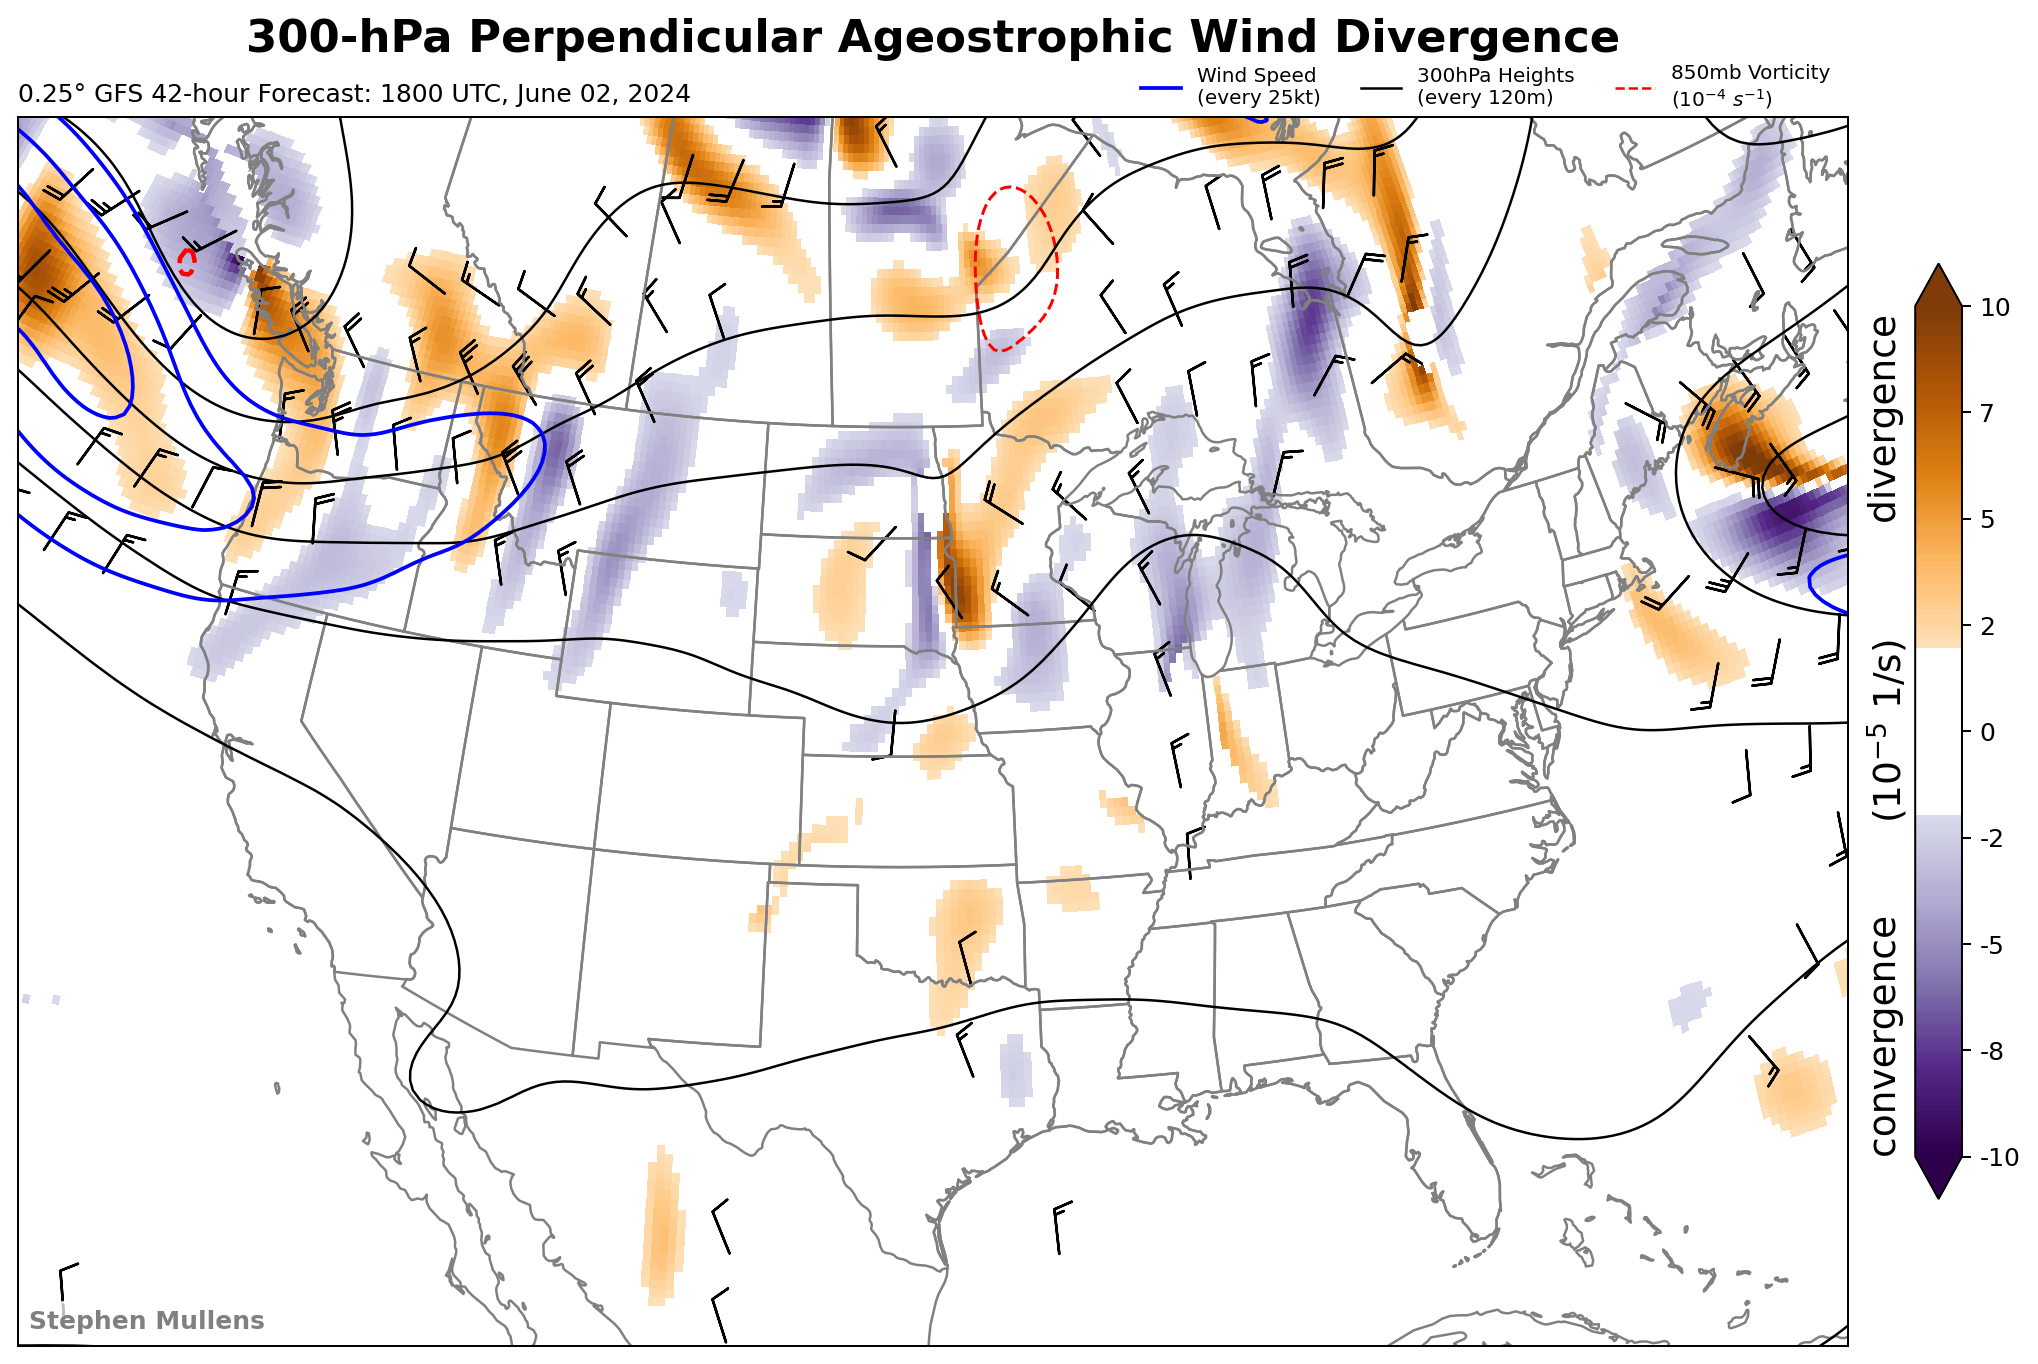 300-hPa Perpendicular Ageostrophic Wind Divergence
0.25° GFS 42-hour Forecast: 1800 UTC, June 02, 2024
Wind Speed
(every 25kt)
300hPa Heights
(every 120m)
850mb Vorticity
(10⁻⁴ s⁻¹)
10
7
5
2
0
-2
-5
-8
-10
convergence (10⁻⁵ 1/s) divergence
Stephen Mullens